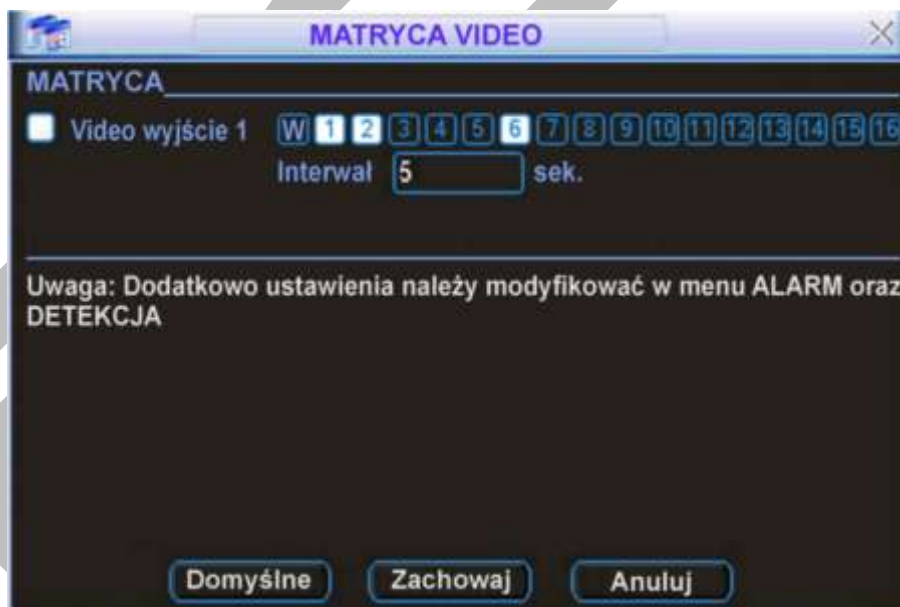 MATRYCA VIDEO
MATRYCA
Video wyjście 1 W 1 2 3 4 5 6 7 8 9 10 11 12 13 14 15 16
Interwał 5 sek.
Uwaga: Dodatkowo ustawienia należy modyfikować w menu ALARM oraz
DETEKCJA
Domyślne Zachowaj Anuluj